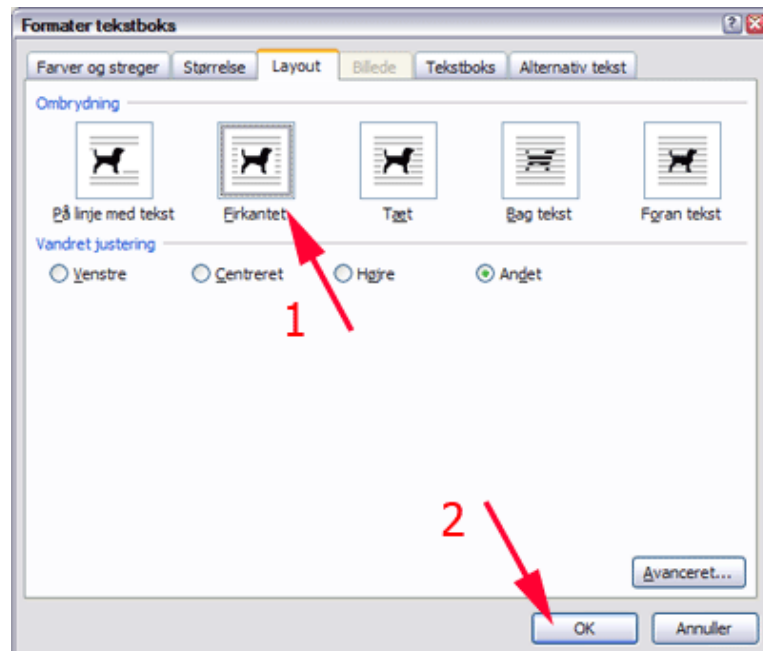 Formater tekstboks
Farver og streger Størrelse Layout Billede Tekstboks Alternativ tekst
Ombrydning
På linje med tekst Firkantet Tæt Bag tekst Foran tekst
Vandret justering
Venstre Centreret Højre Andet
1
2
Avanceret...
OK Annuller